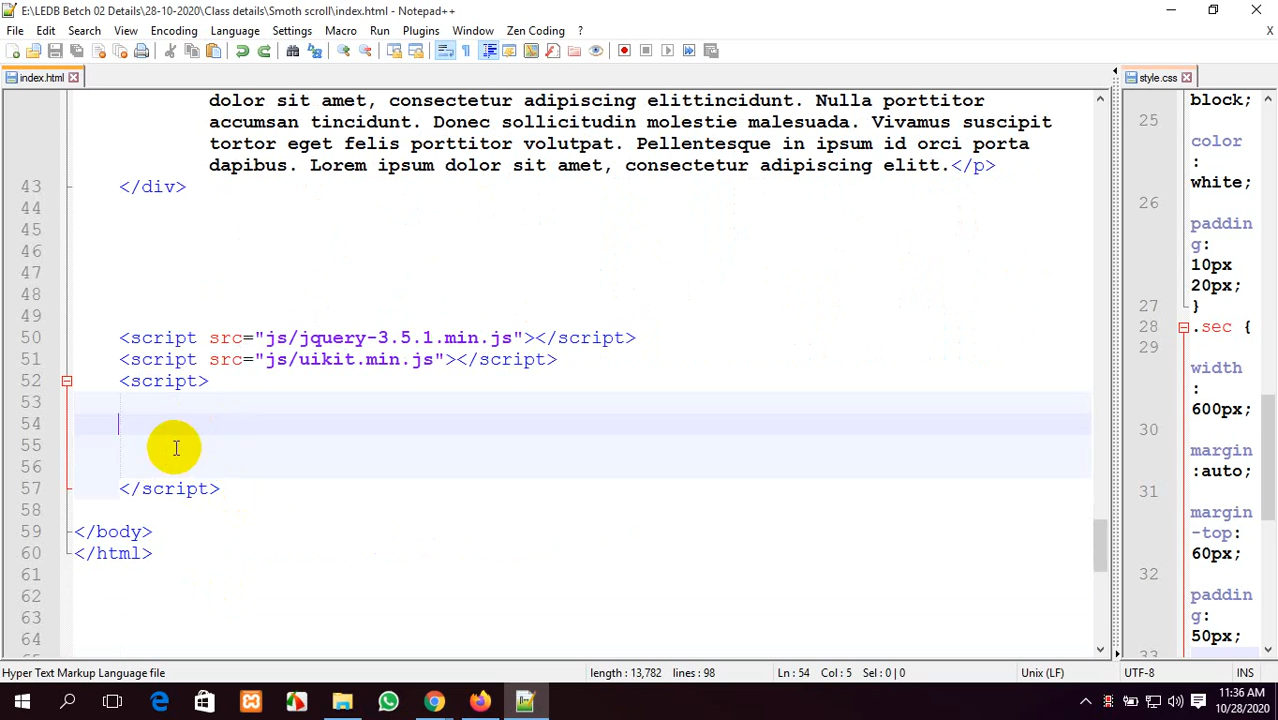 E:\LEDB Betch 02 Details\28-10-2020\Class details\Smoth scroll\index.html - Notepad++
File Edit Search View Encoding Language Settings Macro Run Plugins Window Zen Coding ? X
index.html
style.css
dolor sit amet, consectetur adipiscing elittincidunt. Nulla porttitor
accumsan tincidunt. Donec sollicitudin molestie malesuada. Vivamus suscipit
tortor eget felis porttitor volutpat. Pellentesque in ipsum id orci porta
dapibus. Lorem ipsum dolor sit amet, consectetur adipiscing elitt.</p>
43 </div>
44
45
46
47
48
49
50 <script src="js/jquery-3.5.1.min.js"></script>
51 <script src="js/uikit.min.js"></script>
52 <script>
53
54
55
56
57 </script>
58
59 </body>
60 </html>
61
62
63
64
block;
25
color
:
white;
26
paddin
g:
10px
20px;
27 }
28 .sec {
29
width
:
600px;
30
margin
:auto;
31
margin
-top:
60px;
32
paddin
g:
50px;
33
Hyper Text Markup Language file length : 13,782 lines : 98 Ln : 54 Col : 5 Sel : 0 | 0 Unix (LF) UTF-8 INS
11:36 AM
10/28/2020